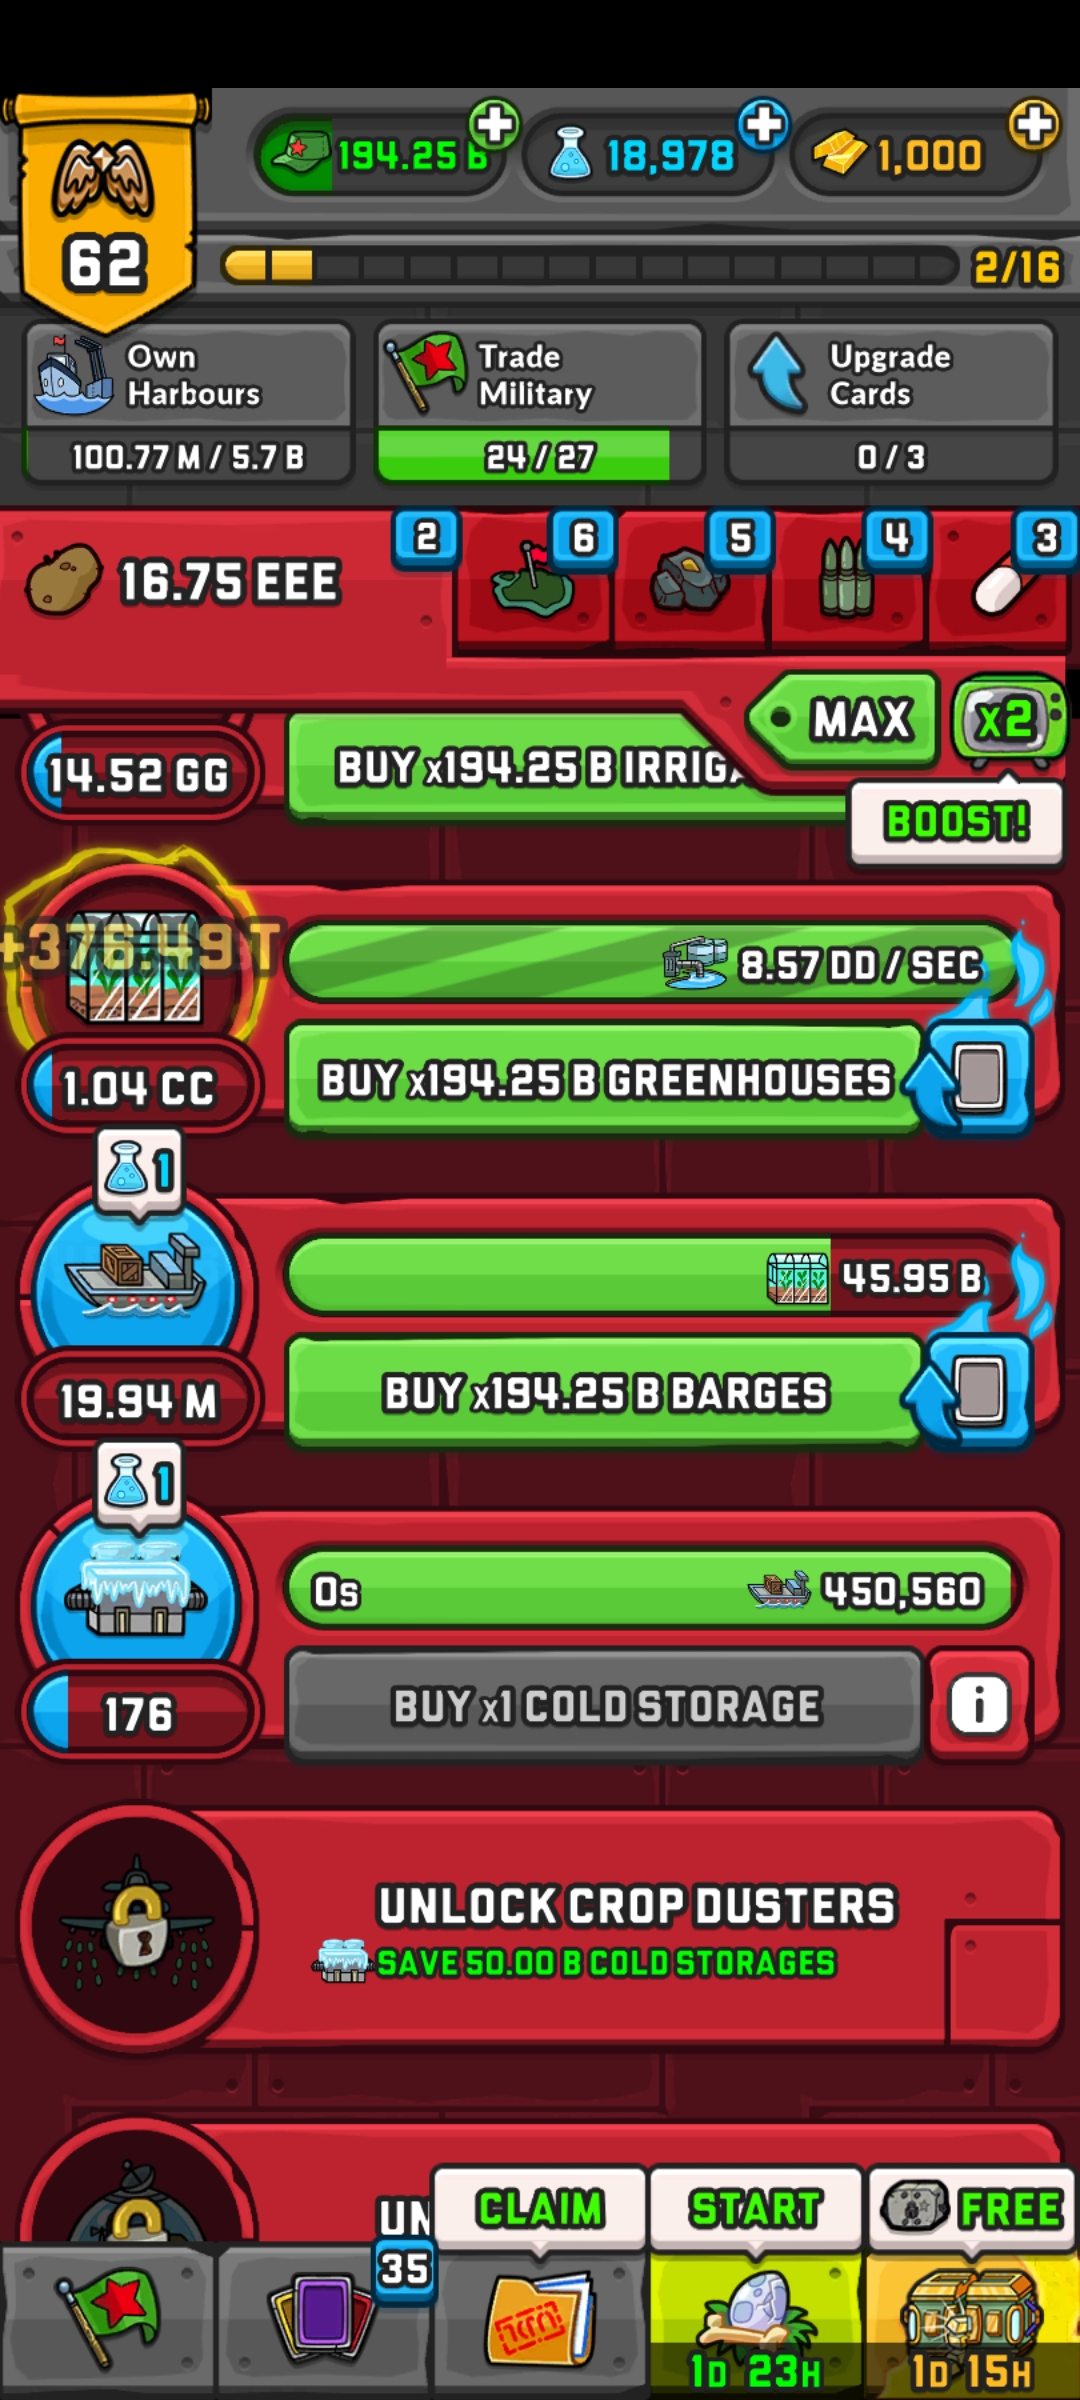 194.25 B
18,978
1,000
62
2/16
Own
Harbours
Trade
Military
Upgrade
Cards
100.77 M / 5.7 B
24 / 27
0 / 3
16.75 EEE
2
6
5
4
3
MAX
x2
BOOST!
14.52 GG
BUY x194.25 B
+376.49 T
8.57 DD / SEC
1.04 CC
BUY x194.25 B GREENHOUSES
1
45.95 B
19.94 M
BUY x194.25 B BARGES
1
0s
450,560
176
BUY x1 COLD STORAGE
i
UNLOCK CROP DUSTERS
SAVE 50.00 B COLD STORAGES
CLAIM
START
FREE
35
1D 23H
1D 15H